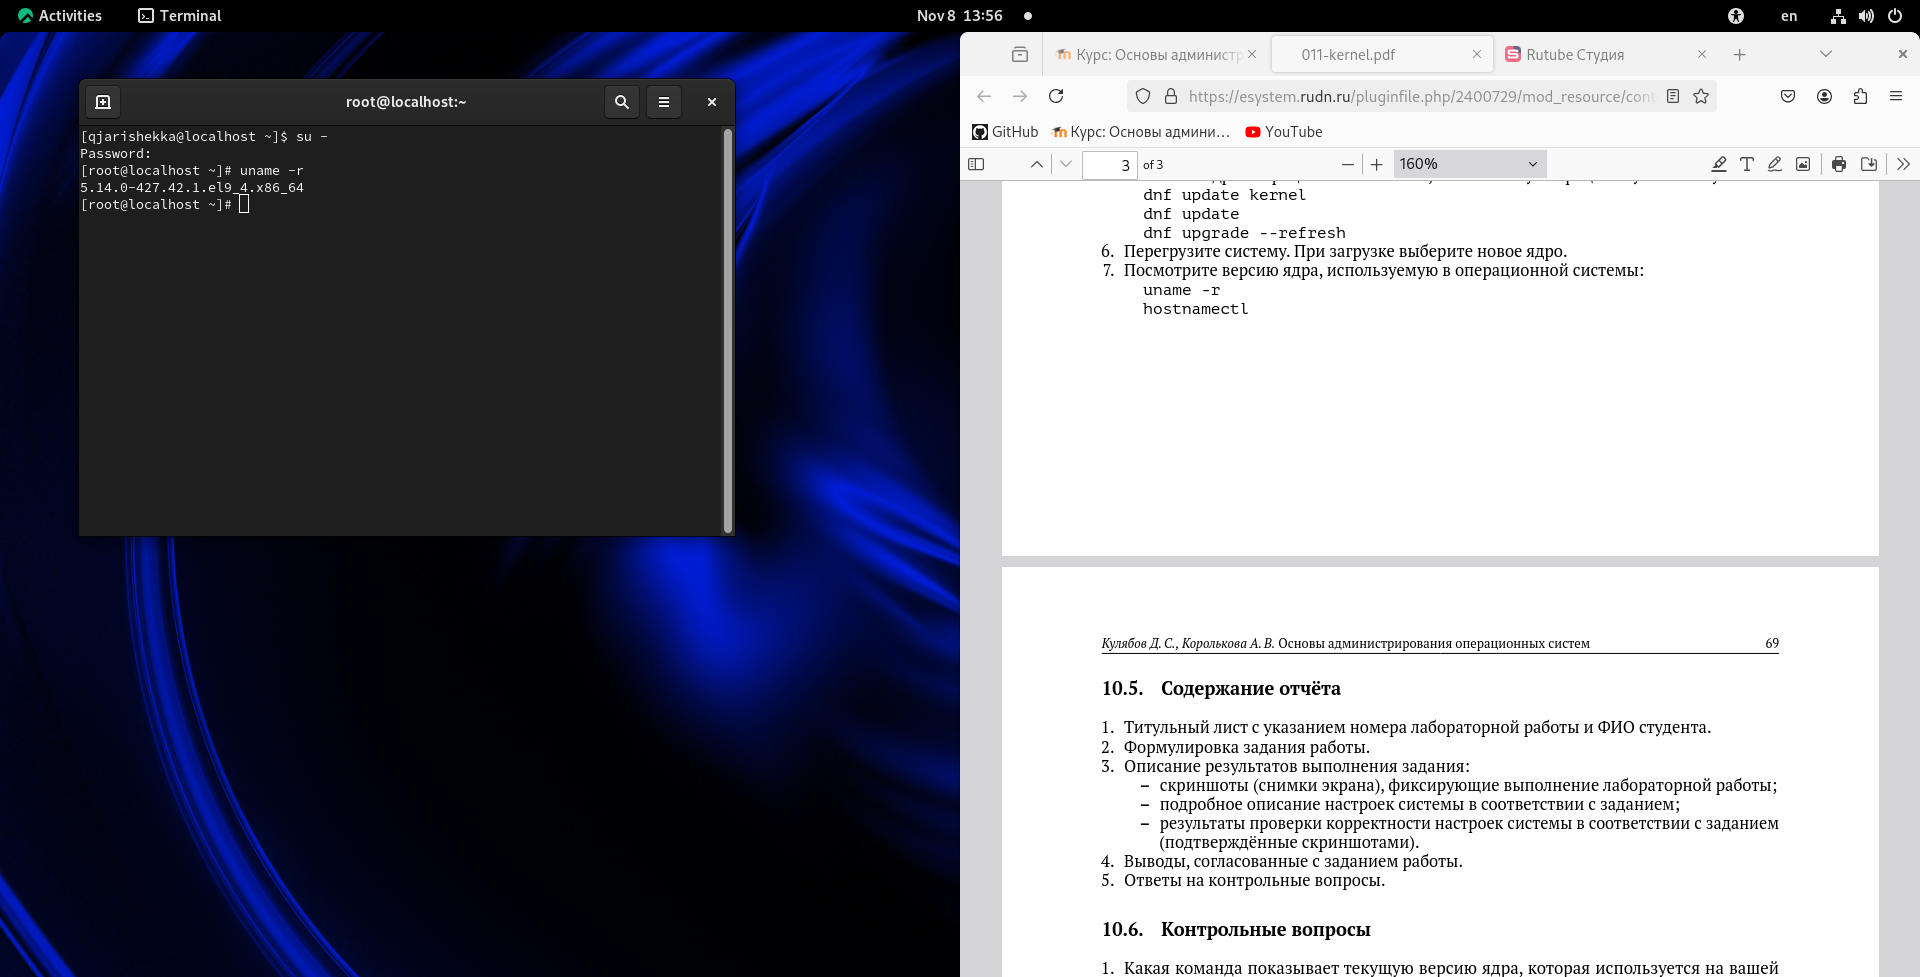 Activities
Terminal
Nov 8 13:56
en
root@localhost:~
[qjarishekka@localhost ~]$ su -
Password:
[root@localhost ~]# uname -r
5.14.0-427.42.1.el9_4.x86_64
[root@localhost ~]#
Курс: Основы администр
011-kernel.pdf
Rutube Студия
https://esystem.rudn.ru/pluginfile.php/2400729/mod_resource/cont
GitHub
Курс: Основы админи…
YouTube
3 of 3
160%
dnf update kernel
dnf update
dnf upgrade --refresh
6. Перегрузите систему. При загрузке выберите новое ядро.
7. Посмотрите версию ядра, используемую в операционной системы:
uname -r
hostnamectl
Кулябов Д. С., Королькова А. В. Основы администрирования операционных систем 69
10.5. Содержание отчёта
1. Титульный лист с указанием номера лабораторной работы и ФИО студента.
2. Формулировка задания работы.
3. Описание результатов выполнения задания:
– скриншоты (снимки экрана), фиксирующие выполнение лабораторной работы;
– подробное описание настроек системы в соответствии с заданием;
– результаты проверки корректности настроек системы в соответствии с заданием
(подтверждённые скриншотами).
4. Выводы, согласованные с заданием работы.
5. Ответы на контрольные вопросы.
10.6. Контрольные вопросы
1. Какая команда показывает текущую версию ядра, которая используется на вашей